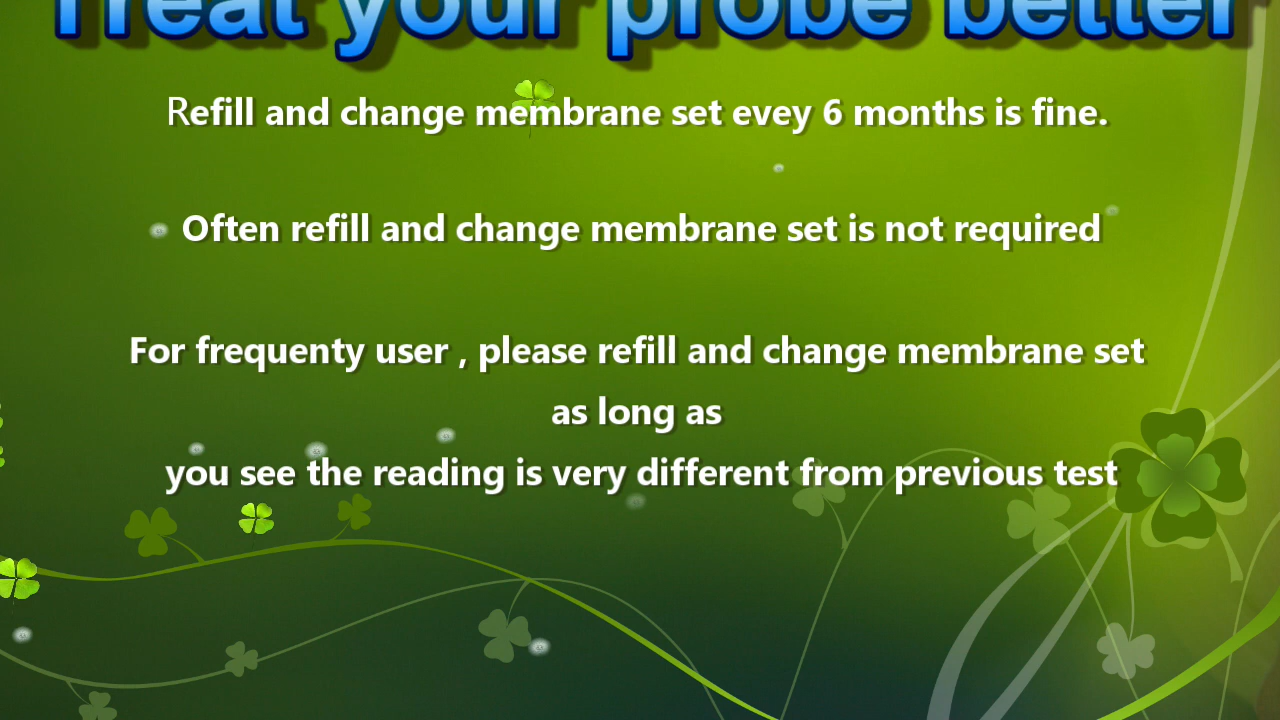 Treat your probe better
Refill and change membrane set evey 6 months is fine.
Often refill and change membrane set is not required
For frequenty user , please refill and change membrane set
as long as
you see the reading is very different from previous test